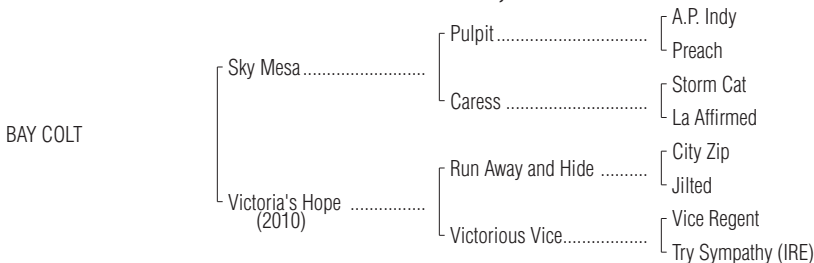 A.P. Indy
Pulpit
Preach
Sky Mesa
Storm Cat
Caress
La Affirmed
BAY COLT
City Zip
Run Away and Hide
Jilted
Victoria's Hope
(2010)
Vice Regent
Victorious Vice
Try Sympathy (IRE)